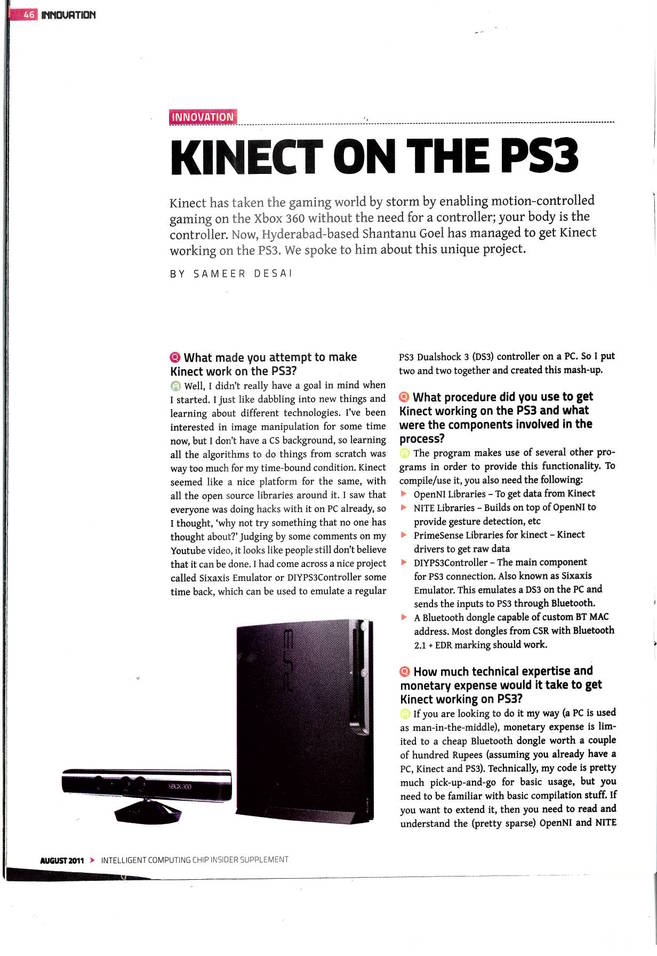 46 INNOVATION
INNOVATION
KINECT ON THE PS3
Kinect has taken the gaming world by storm by enabling motion-controlled
gaming on the Xbox 360 without the need for a controller; your body is the
controller. Now, Hyderabad-based Shantanu Goel has managed to get Kinect
working on the PS3. We spoke to him about this unique project.
BY SAMEER DESAI
Q What made you attempt to make
Kinect work on the PS3?
A Well, I didn't really have a goal in mind when
I started. I just like dabbling into new things and
learning about different technologies. I've been
interested in image manipulation for some time
now, but I don't have a CS background, so learning
all the algorithms to do things from scratch was
way too much for my time-bound condition. Kinect
seemed like a nice platform for the same, with
all the open source libraries around it. I saw that
everyone was doing hacks with it on PC already, so
I thought, 'why not try something that no one has
thought about?' Judging by some comments on my
Youtube video, it looks like people still don't believe
that it can be done. I had come across a nice project
called Sixaxis Emulator or DIYPS3Controller some
time back, which can be used to emulate a regular
PS3 Dualshock 3 (DS3) controller on a PC. So I put
two and two together and created this mash-up.
Q What procedure did you use to get
Kinect working on the PS3 and what
were the components involved in the
process?
A The program makes use of several other pro-
grams in order to provide this functionality. To
compile/use it, you also need the following:
OpenNI Libraries – To get data from Kinect
NITE Libraries – Builds on top of OpenNI to
provide gesture detection, etc
PrimeSense Libraries for kinect – Kinect
drivers to get raw data
DIYPS3Controller – The main component
for PS3 connection. Also known as Sixaxis
Emulator. This emulates a DS3 on the PC and
sends the inputs to PS3 through Bluetooth.
A Bluetooth dongle capable of custom BT MAC
address. Most dongles from CSR with Bluetooth
2.1 + EDR marking should work.
Q How much technical expertise and
monetary expense would it take to get
Kinect working on PS3?
A If you are looking to do it my way (a PC is used
as man-in-the-middle), monetary expense is lim-
ited to a cheap Bluetooth dongle worth a couple
of hundred Rupees (assuming you already have a
PC, Kinect and PS3). Technically, my code is pretty
much pick-up-and-go for basic usage, but you
need to be familiar with basic compilation stuff. If
you want to extend it, then you need to read and
understand the (pretty sparse) OpenNI and NITE
PS3
XBOX 360
AUGUST 2011 > INTELLIGENT COMPUTING CHIP INSIDER SUPPLEMENT